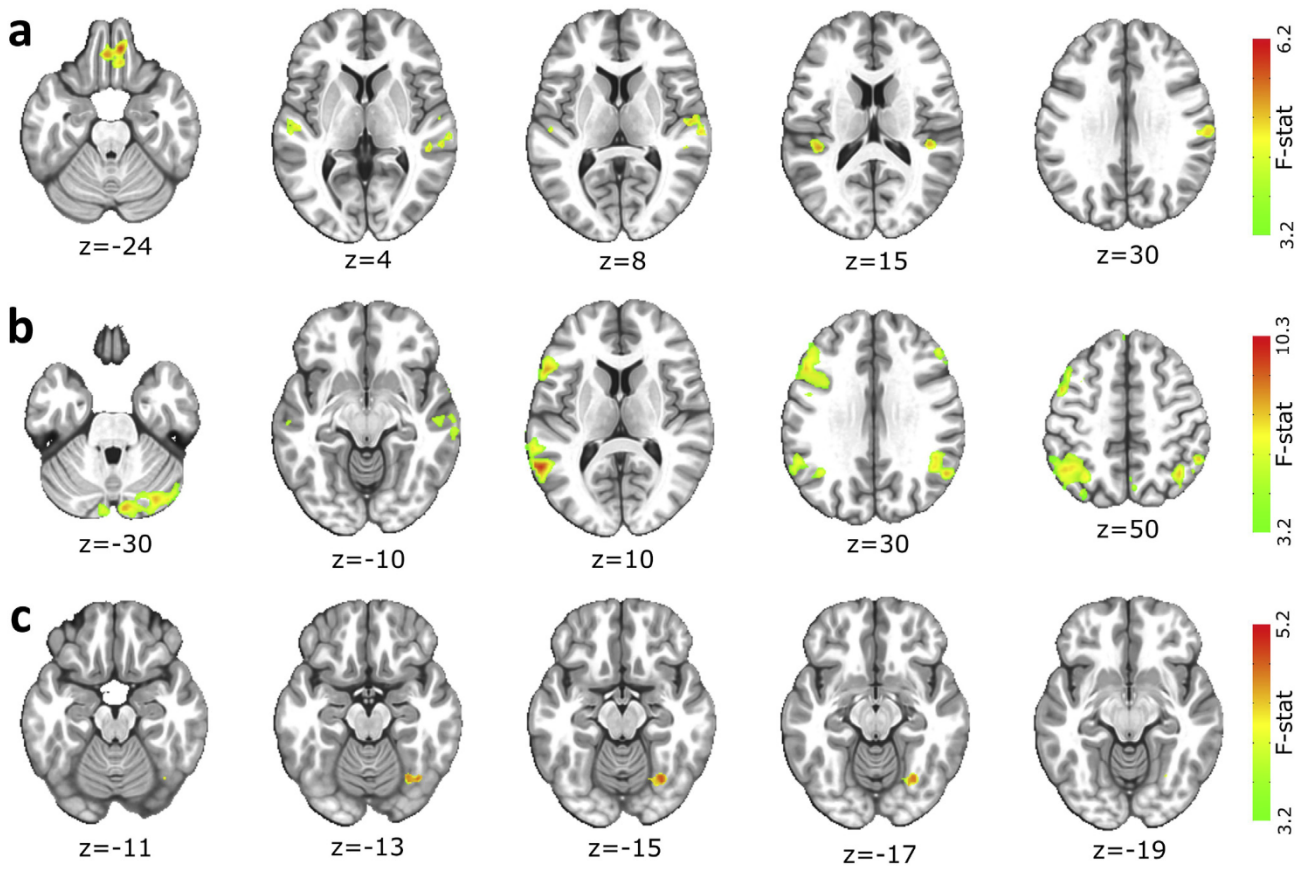 a
z=-24
z=4
z=8
z=15
z=30
6.2
F-stat
3.2
b
z=-30
z=-10
z=10
z=30
z=50
10.3
F-stat
3.2
c
z=-11
z=-13
z=-15
z=-17
z=-19
5.2
F-stat
3.2